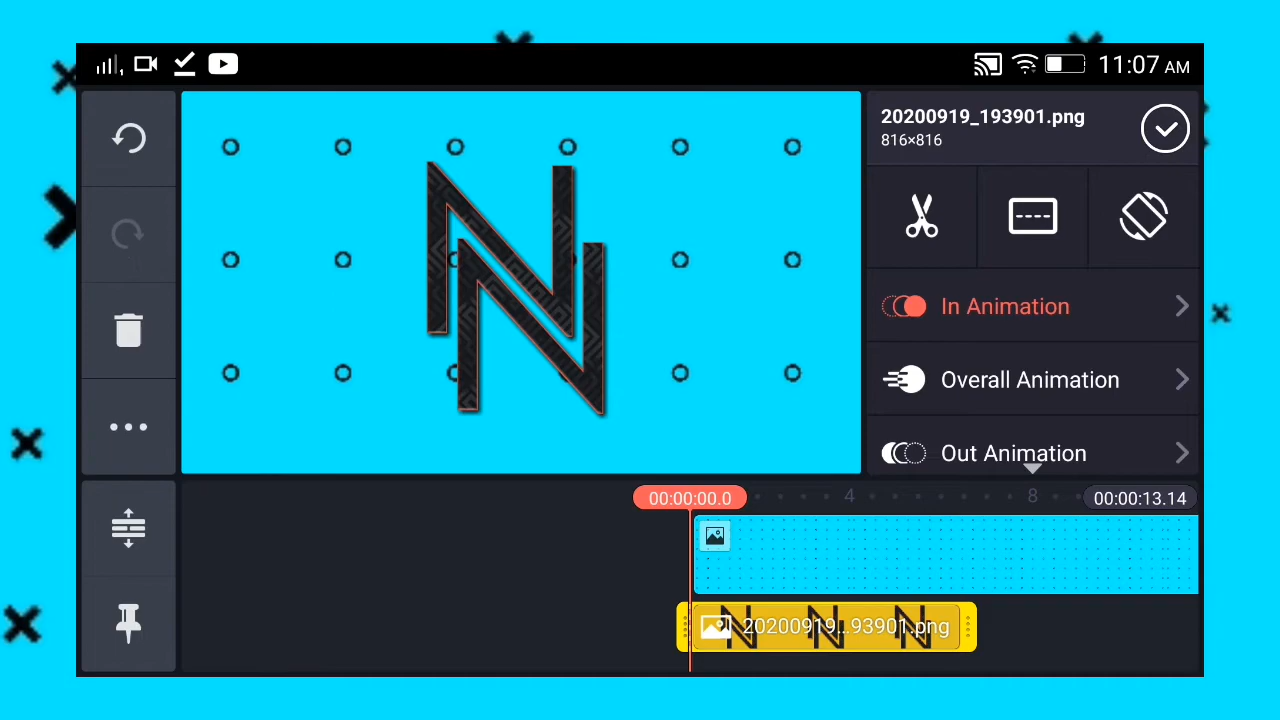 11:07 AM
20200919_193901.png
816×816
In Animation
Overall Animation
Out Animation
00:00:00.0
4
8
00:00:13.14
20200919...93901.png